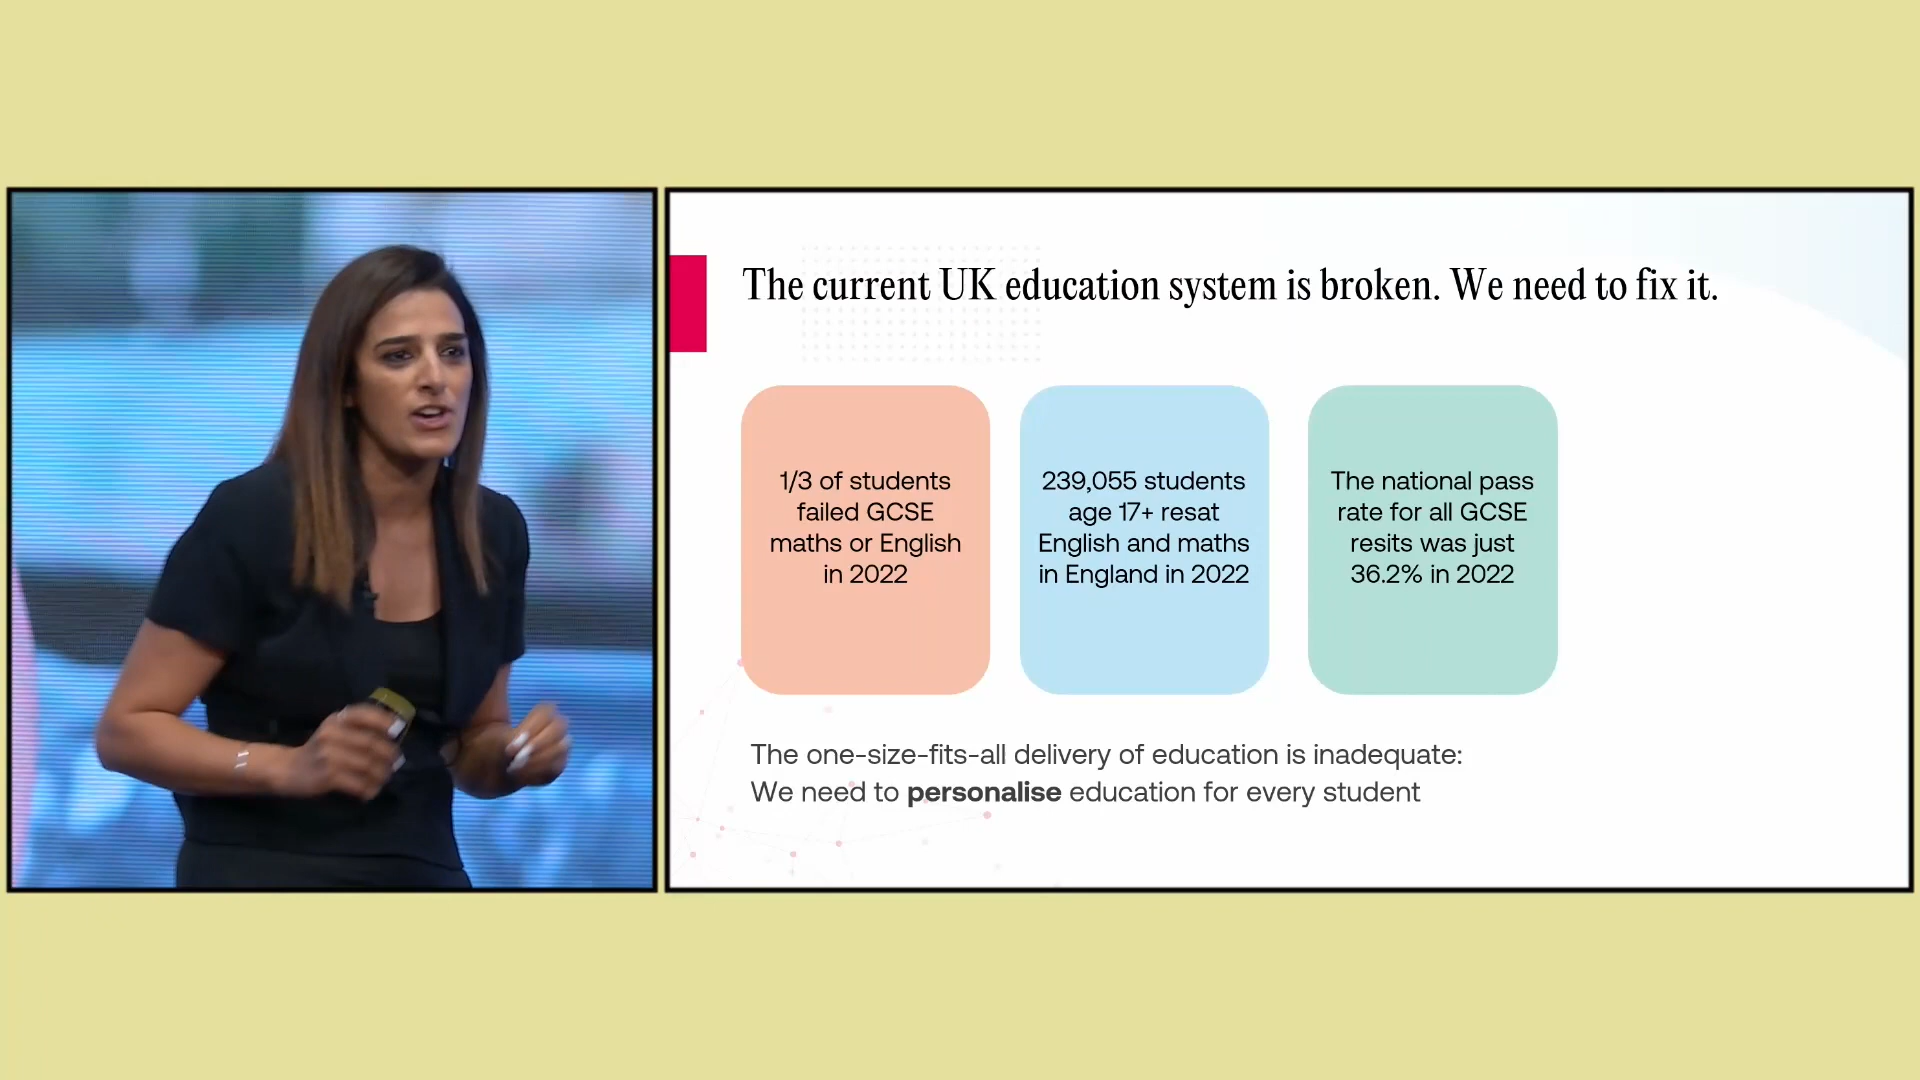 The current UK education system is broken. We need to fix it.
1/3 of students
failed GCSE
maths or English
in 2022
239,055 students
age 17+ resat
English and maths
in England in 2022
The national pass
rate for all GCSE
resits was just
36.2% in 2022
The one-size-fits-all delivery of education is inadequate:
We need to personalise education for every student